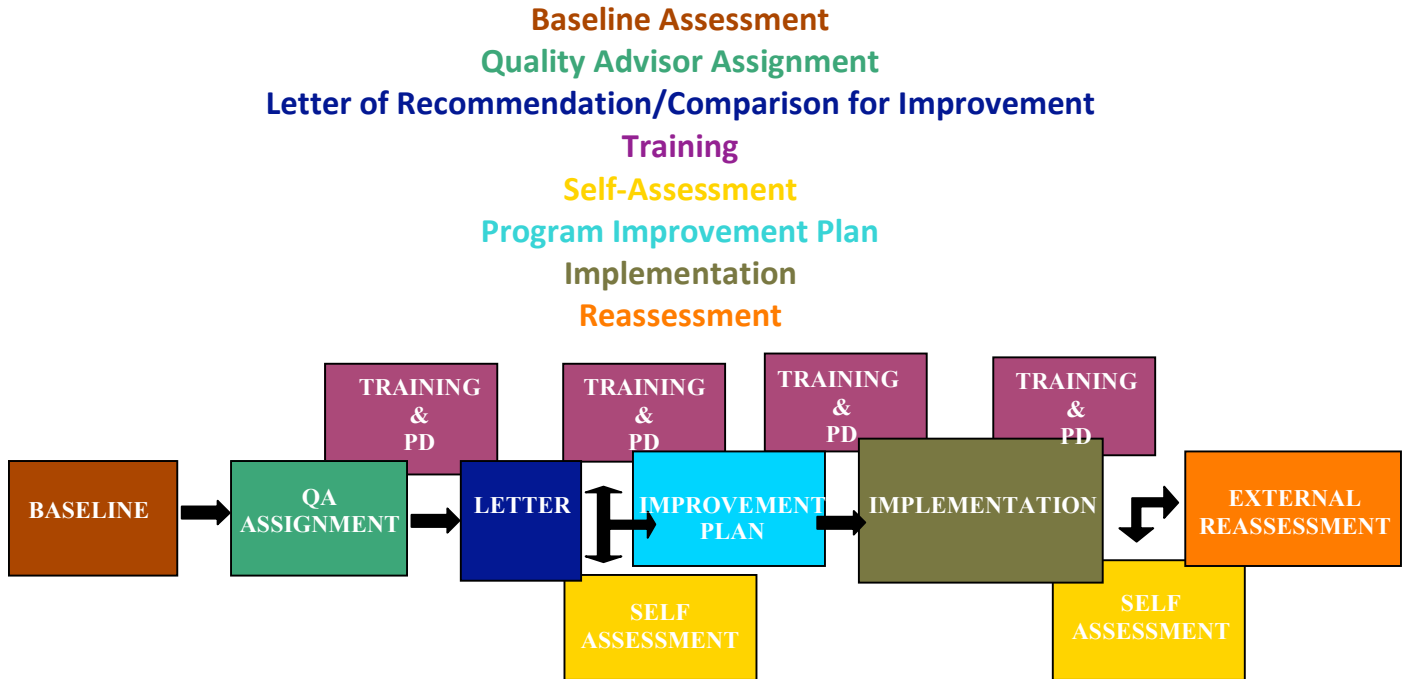 Baseline Assessment
Quality Advisor Assignment
Letter of Recommendation/Comparison for Improvement
Training
Self-Assessment
Program Improvement Plan
Implementation
Reassessment
TRAINING
&
PD
TRAINING
&
PD
TRAINING
&
PD
TRAINING
&
PD
BASELINE
QA
ASSIGNMENT
LETTER
IMPROVEMENT
PLAN
IMPLEMENTATION
EXTERNAL
REASSESSMENT
SELF
ASSESSMENT
SELF
ASSESSMENT